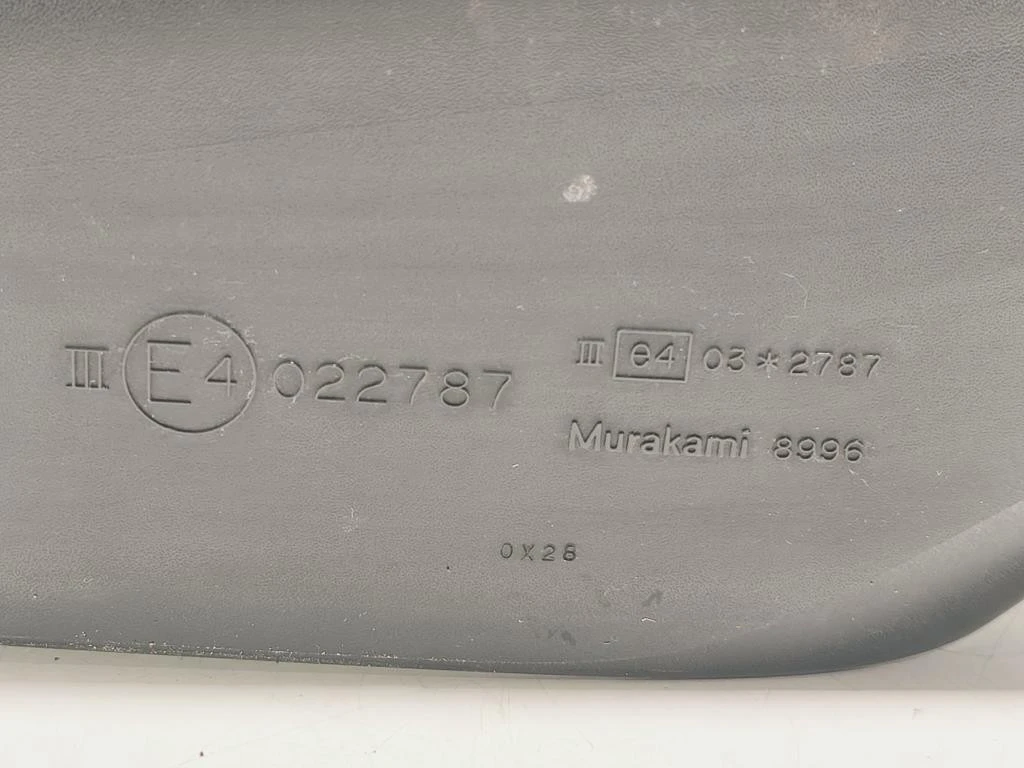 III E4 022787
III e4 03*2787
Murakami 8996
0X28